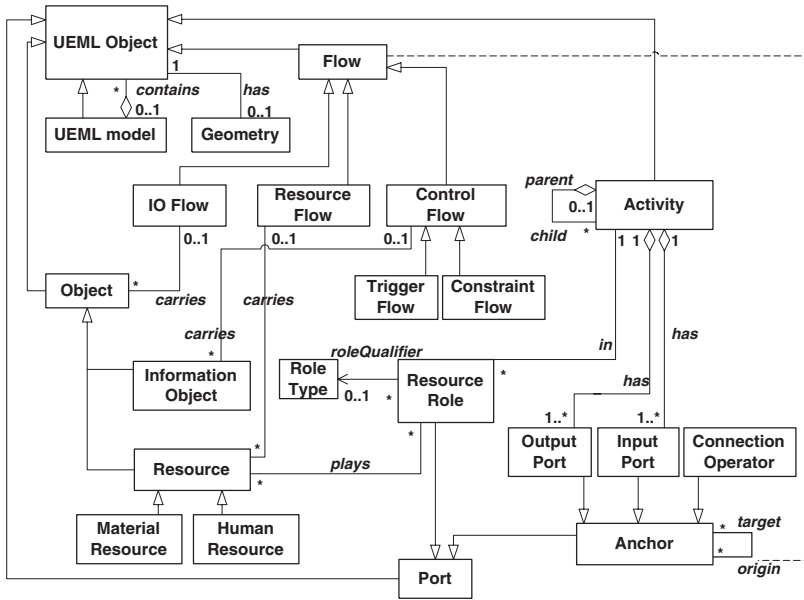 UEML Object
1
* contains
has
0..1
0..1
UEML model
Geometry
Flow
IO Flow
0..1
Resource
Flow
0..1
Control
Flow
0..1
parent
0..1
child *
Activity
1 1 1
Trigger
Flow
Constraint
Flow
Object
*
carries
carries
carries
*
Information
Object
roleQualifier
Role
Type
0..1
*
Resource
Role
*
*
in
has
has
1..*
1..*
Output
Port
Input
Port
Connection
Operator
Resource
*
*
plays
Material
Resource
Human
Resource
Port
Anchor
* target
*
origin